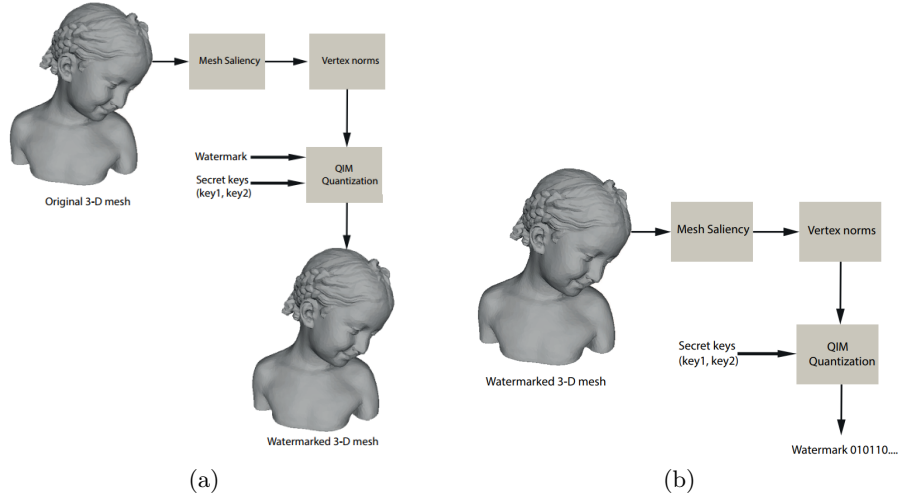 Mesh Saliency
Vertex norms
Watermark
QIM
Quantization
Secret keys
(key1, key2)
Original 3-D mesh
Watermarked 3-D mesh
(a)
Mesh Saliency
Vertex norms
Secret keys
(key1, key2)
QIM
Quantization
Watermarked 3-D mesh
Watermark 010110....
(b)